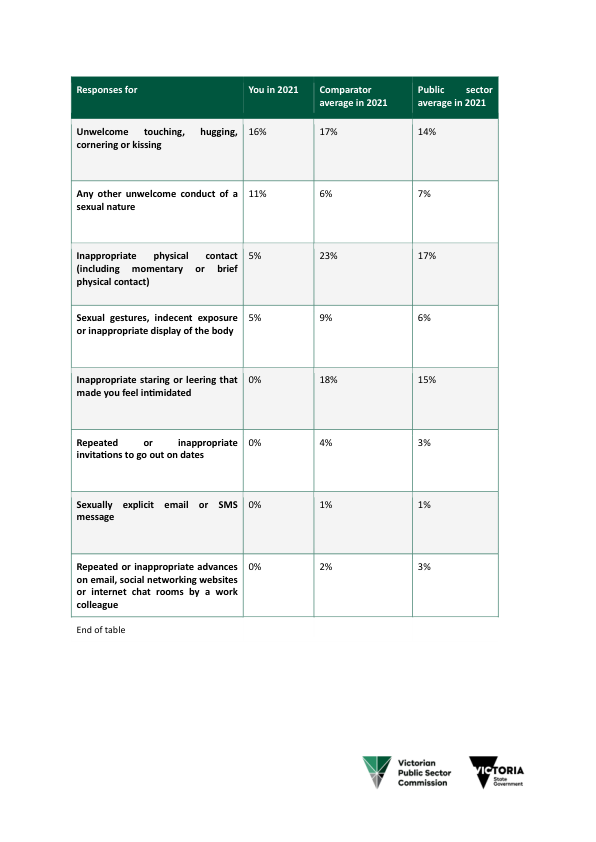 Responses for You in 2021 Comparator Public sector
average in 2021 average in 2021
Unwelcome touching, hugging, 16% 17% 14%
cornering or kissing
Any other unwelcome conduct of a 11% 6% 7%
sexual nature
Inappropriate physical contact 5% 23% 17%
(including momentary or brief
physical contact)
Sexual gestures, indecent exposure 5% 9% 6%
or inappropriate display of the body
Inappropriate staring or leering that 0% 18% 15%
made you feel intimidated
Repeated or inappropriate 0% 4% 3%
invitations to go out on dates
Sexually explicit email or SMS 0% 1% 1%
message
Repeated or inappropriate advances 0% 2% 3%
on email, social networking websites
or internet chat rooms by a work
colleague
End of table
Victorian
Public Sector
Commission
VICTORIA
State
Government